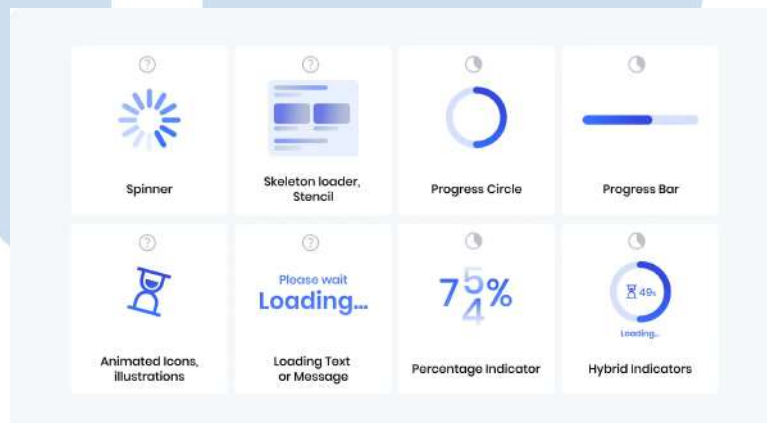 Spinner
Skeleton loader,
Stencil
Progress Circle
Progress Bar
Please wait
Loading...
Animated Icons,
illustrations
Loading Text
or Message
7 5 4 %
Percentage Indicator
49%
Loading...
Hybrid Indicators